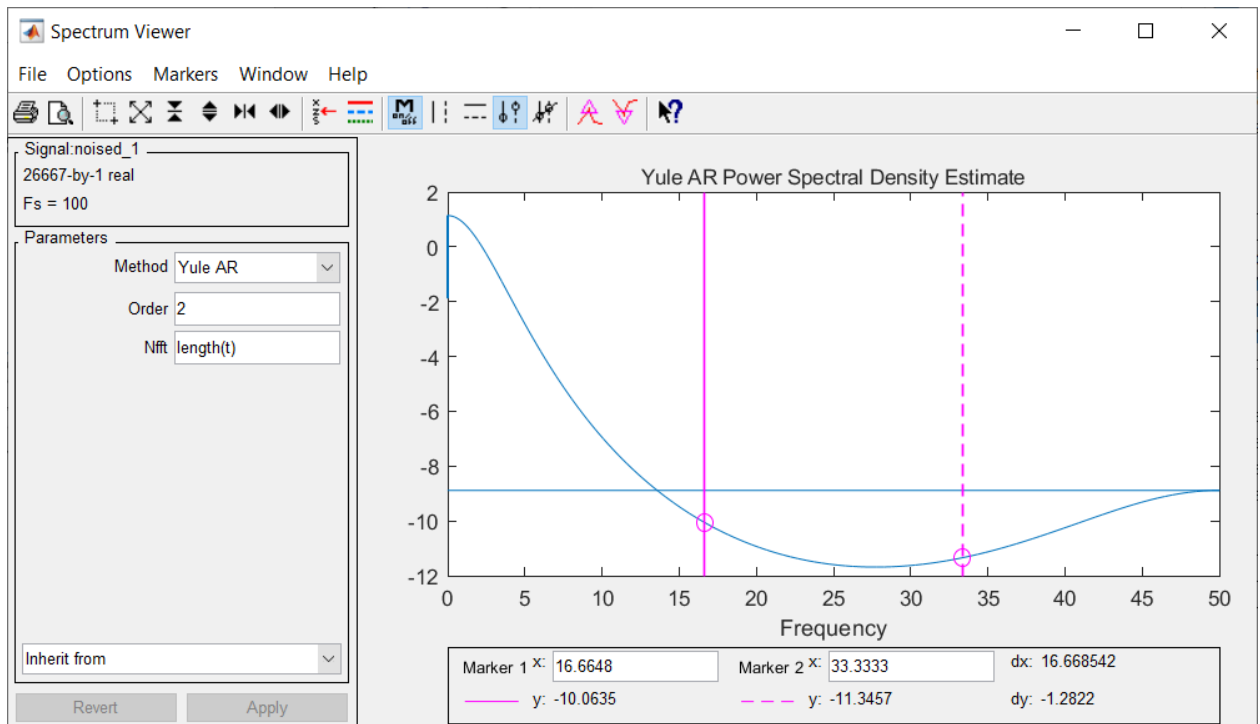 Spectrum Viewer
File Options Markers Window Help
M
on/off
Signal:noised_1
26667-by-1 real
Fs = 100
Parameters
Method Yule AR
Order 2
Nfft length(t)
Inherit from
Revert Apply
Yule AR Power Spectral Density Estimate
2
0
-2
-4
-6
-8
-10
-12
0 5 10 15 20 25 30 35 40 45 50
Frequency
Marker 1 x: 16.6648 Marker 2 x: 33.3333 dx: 16.668542
y: -10.0635 y: -11.3457 dy: -1.2822